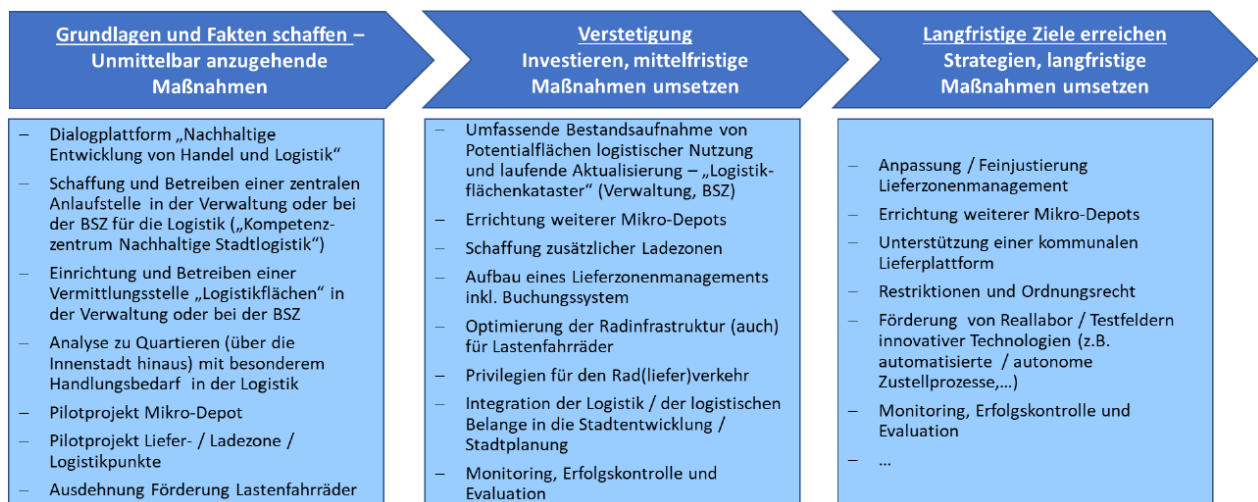 Grundlagen und Fakten schaffen –
Unmittelbar anzugehende
Maßnahmen
– Dialogplattform „Nachhaltige
Entwicklung von Handel und Logistik“
– Schaffung und Betreiben einer zentralen
Anlaufstelle in der Verwaltung oder bei
der BSZ für die Logistik („Kompetenz-
zentrum Nachhaltige Stadtlogistik“)
– Einrichtung und Betreiben einer
Vermittlungsstelle „Logistikflächen“ in
der Verwaltung oder bei der BSZ
– Analyse zu Quartieren (über die
Innenstadt hinaus) mit besonderem
Handlungsbedarf in der Logistik
– Pilotprojekt Mikro-Depot
– Pilotprojekt Liefer- / Ladezone /
Logistikpunkte
– Ausdehnung Förderung Lastenfahrräder
Verstetigung
Investieren, mittelfristige
Maßnahmen umsetzen
– Umfassende Bestandsaufnahme von
Potentialflächen logistischer Nutzung
und laufende Aktualisierung – „Logistik-
flächenkataster“ (Verwaltung, BSZ)
– Errichtung weiterer Mikro-Depots
– Schaffung zusätzlicher Ladezonen
– Aufbau eines Lieferzonenmanagements
inkl. Buchungssystem
– Optimierung der Radinfrastruktur (auch)
für Lastenfahrräder
– Privilegien für den Rad(liefer)verkehr
– Integration der Logistik / der logistischen
Belange in die Stadtentwicklung /
Stadtplanung
– Monitoring, Erfolgskontrolle und
Evaluation
Langfristige Ziele erreichen
Strategien, langfristige
Maßnahmen umsetzen
– Anpassung / Feinjustierung
Lieferzonenmanagement
– Errichtung weiterer Mikro-Depots
– Unterstützung einer kommunalen
Lieferplattform
– Restriktionen und Ordnungsrecht
– Förderung von Reallabor / Testfeldern
innovativer Technologien (z.B.
automatisierte / autonome
Zustellprozesse,...)
– Monitoring, Erfolgskontrolle und
Evaluation
– ...